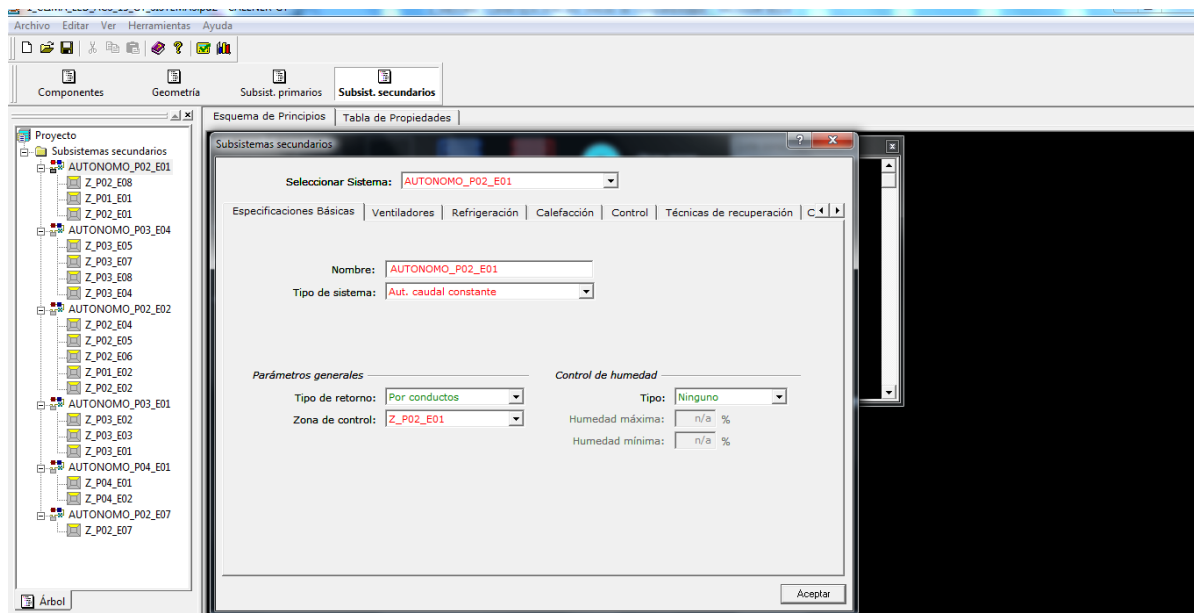 Archivo Editar Ver Herramientas Ayuda
Componentes Geometría Subsist. primarios Subsist. secundarios
Esquema de Principios Tabla de Propiedades
Proyecto
Subsistemas secundarios
AUTONOMO_P02_E01
Z_P02_E08
Z_P01_E01
Z_P02_E01
AUTONOMO_P03_E04
Z_P03_E05
Z_P03_E07
Z_P03_E08
Z_P03_E04
AUTONOMO_P02_E02
Z_P02_E04
Z_P02_E05
Z_P02_E06
Z_P01_E02
Z_P02_E02
AUTONOMO_P03_E01
Z_P03_E02
Z_P03_E03
Z_P03_E01
AUTONOMO_P04_E01
Z_P04_E01
Z_P04_E02
AUTONOMO_P02_E07
Z_P02_E07
Árbol
Subsistemas secundarios
Seleccionar Sistema: AUTONOMO_P02_E01
Especificaciones Básicas Ventiladores Refrigeración Calefacción Control Técnicas de recuperación
Nombre: AUTONOMO_P02_E01
Tipo de sistema: Aut. caudal constante
Parámetros generales
Tipo de retorno: Por conductos
Zona de control: Z_P02_E01
Control de humedad
Tipo: Ninguno
Humedad máxima: n/a %
Humedad mínima: n/a %
Aceptar